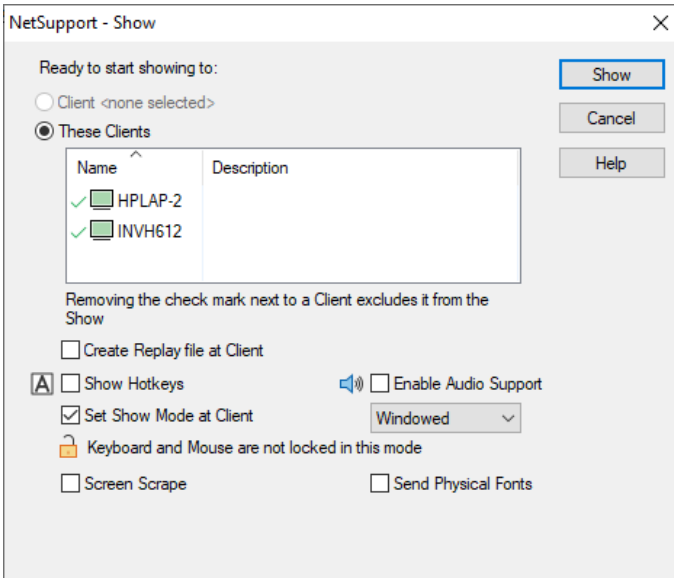 NetSupport - Show
Ready to start showing to:
Show
Client <none selected>
Cancel
These Clients
Name Description
Help
HPLAP-2
INVH612
Removing the check mark next to a Client excludes it from the
Show
Create Replay file at Client
A Show Hotkeys Enable Audio Support
Set Show Mode at Client Windowed
Keyboard and Mouse are not locked in this mode
Screen Scrape Send Physical Fonts